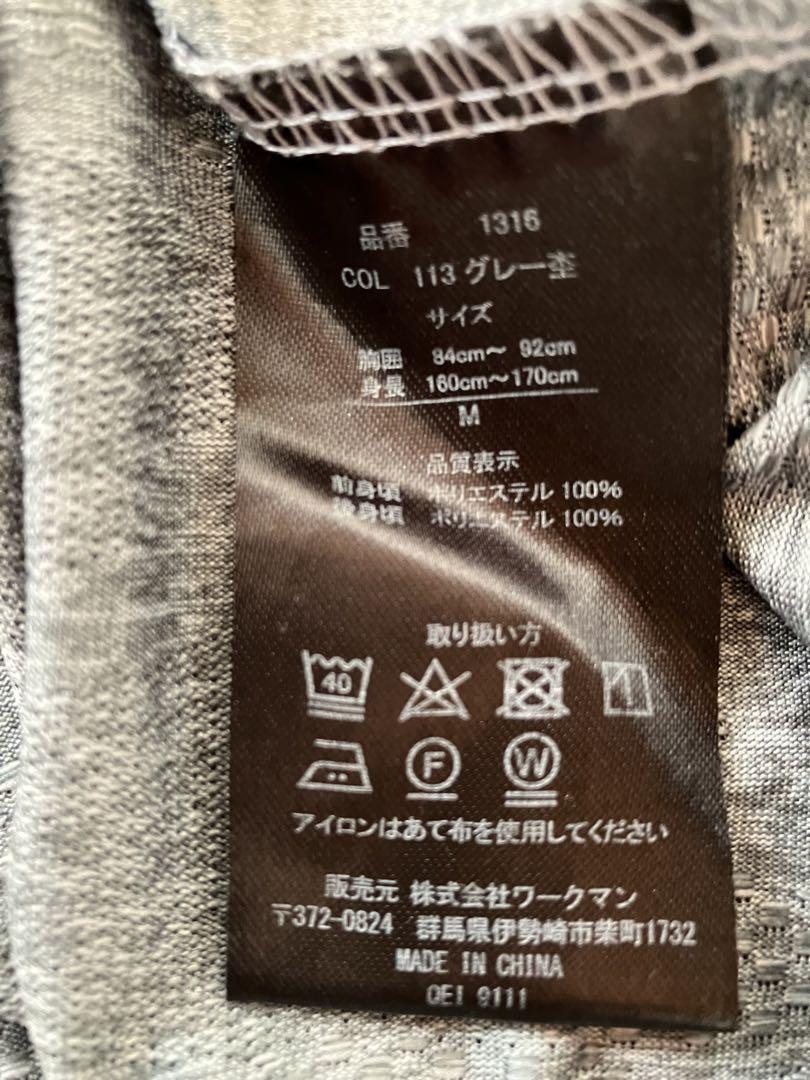 品番 1316
COL 113 グレー杢
サイズ
胸囲 84cm～ 92cm
身長 160cm～170cm
M
品質表示
前身頃 ポリエステル 100%
後身頃 ポリエステル 100%
取り扱い方
40
F W
アイロンはあて布を使用してください
販売元 株式会社ワークマン
〒372-0824 群馬県伊勢崎市柴町1732
MADE IN CHINA
QEI 9111